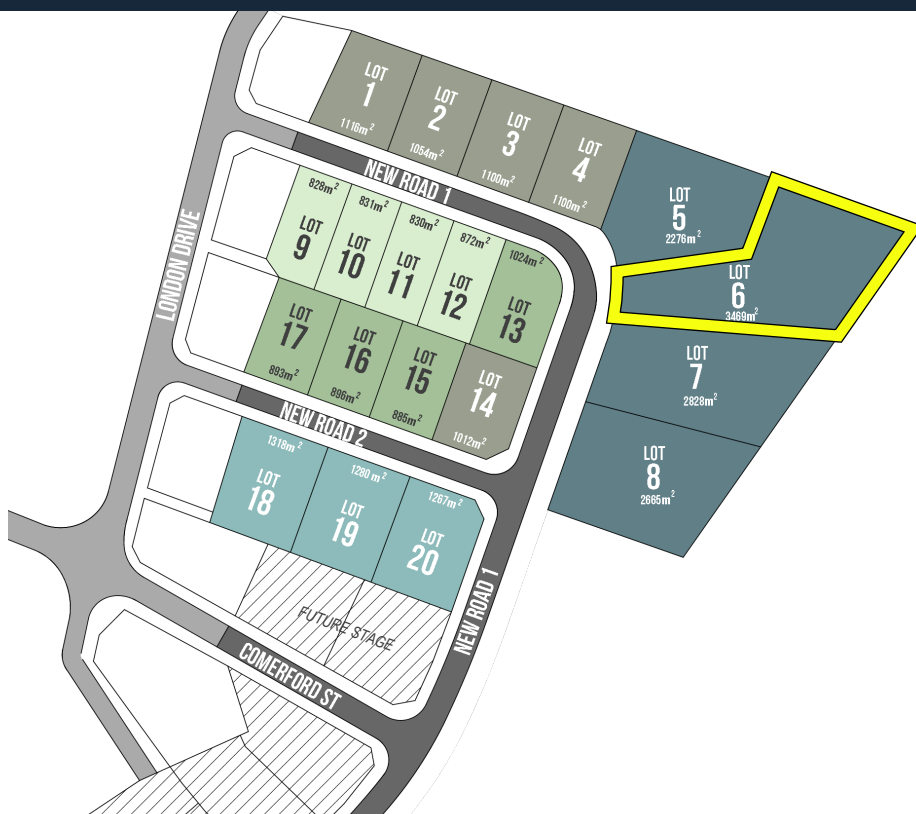 LOT
1
1116m²
LOT
2
1054m²
LOT
3
1100m²
LOT
4
1100m²
LOT
5
2276m²
LOT
6
3469m²
LOT
7
2828m²
LOT
8
2665m²
NEW ROAD 1
LONDON DRIVE
828m²
LOT
9
831m²
LOT
10
830m²
LOT
11
872m²
LOT
12
1024m²
LOT
13
LOT
17
893m²
LOT
16
896m²
LOT
15
885m²
LOT
14
1012m²
NEW ROAD 2
1318m²
LOT
18
1280 m²
LOT
19
1267m²
LOT
20
FUTURE STAGE
NEW ROAD 1
COMERFORD ST